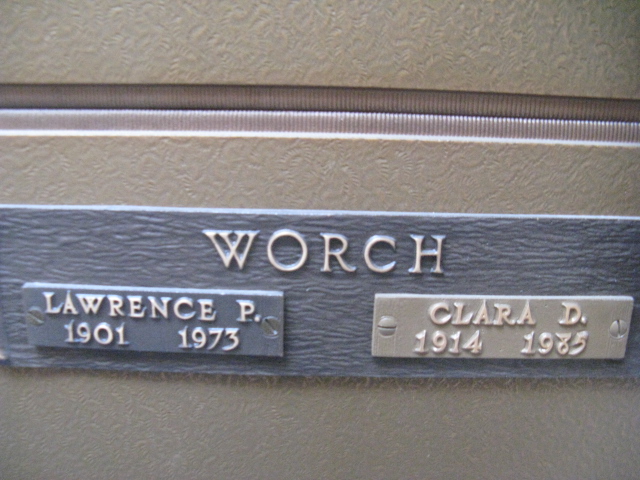 WORCH
LAWRENCE P.
1901 1973
CLARA D.
1914 1985